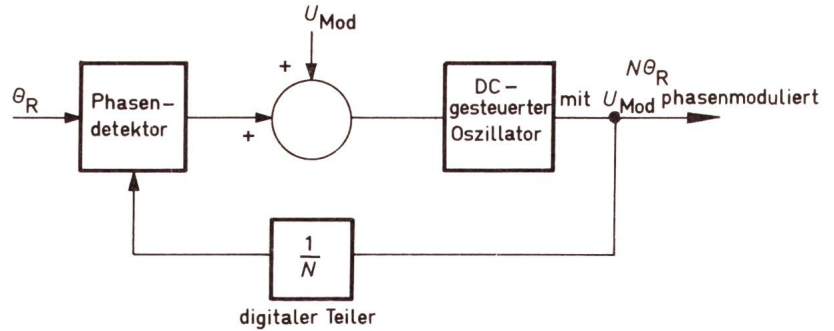 U_Mod
+
θ_R
Phasen-
detektor
+
DC-
gesteuerter
Oszillator
Nθ_R
mit U_Mod phasenmoduliert
1
N
digitaler Teiler